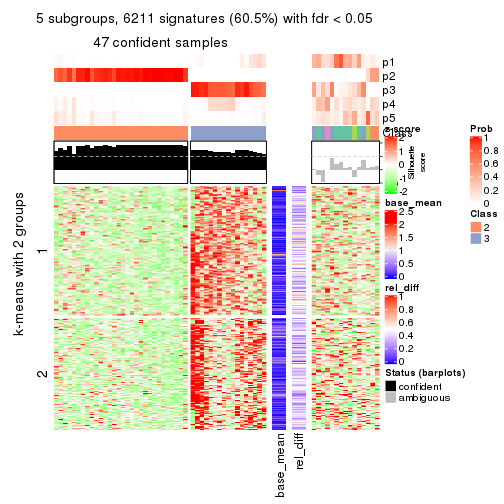 5 subgroups, 6211 signatures (60.5%) with fdr < 0.05
47 confident samples
p1
p2
p3
p4
p5
Class
Silhouette
score
k-means with 2 groups
1
2
base_mean
rel_diff
z-score
2
1
0
-1
-2
base_mean
2.5
2
1.5
1
0.5
0
rel_diff
1
0.8
0.6
0.4
0.2
0
Status (barplots)
confident
ambiguous
Prob
1
0.8
0.6
0.4
0.2
0
Class
2
3